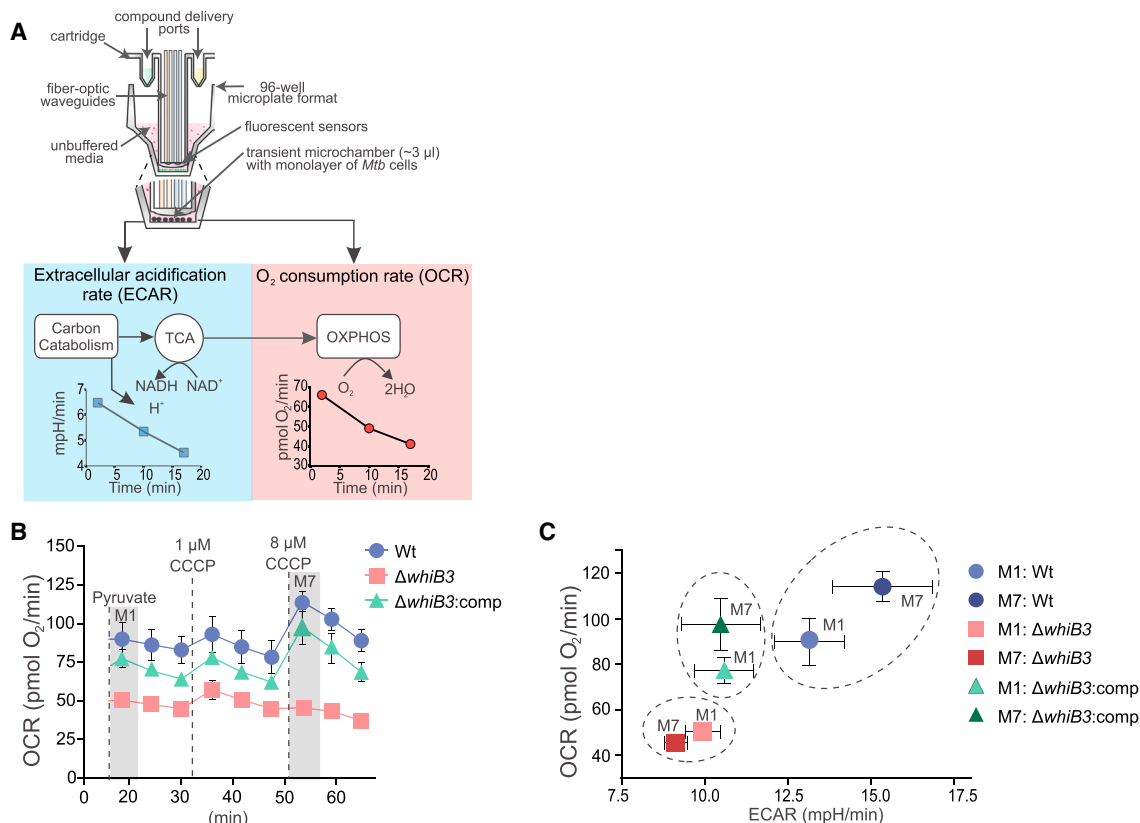 A
compound delivery
ports
cartridge
fiber-optic
waveguides
96-well
microplate format
fluorescent sensors
unbuffered
media
transient microchamber (~3 µl)
with monolayer of Mtb cells
Extracellular acidification
rate (ECAR)
O2 consumption rate (OCR)
Carbon
Catabolism
TCA
OXPHOS
NADH
NAD+
H+
O2
2H2O
mpH/min
7
6
5
4
0
5
10
15
20
Time (min)
pmol O2/min
70
60
50
40
30
0
5
10
15
20
Time (min)
B
OCR (pmol O2/min)
150
125
100
75
50
25
0
0
20
30
40
50
60
(min)
Pyruvate
M1
1 µM
CCCP
8 µM
CCCP
M7
Wt
ΔwhiB3
ΔwhiB3:comp
C
OCR (pmol O2/min)
120
100
80
60
40
7.5
10.0
12.5
15.0
17.5
ECAR (mpH/min)
M7
M1
M7
M1
M7
M1
M1: Wt
M7: Wt
M1: ΔwhiB3
M7: ΔwhiB3
M1: ΔwhiB3:comp
M7: ΔwhiB3:comp